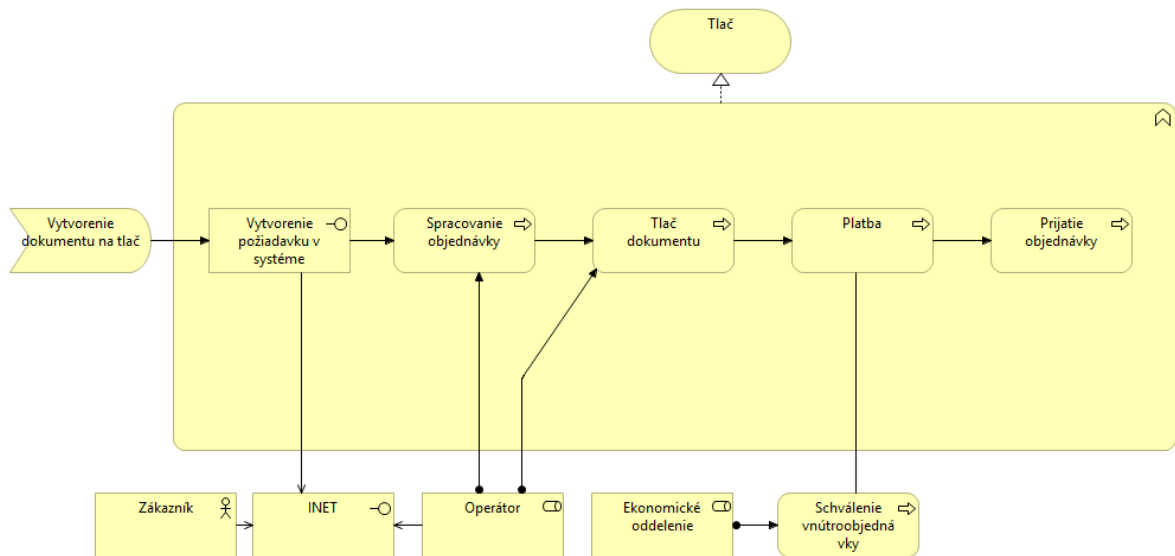 Tlač
Vytvorenie
dokumentu na tlač
Vytvorenie
požiadavku v
systéme
Spracovanie
objednávky
Tlač
dokumentu
Platba
Prijatie
objednávky
Zákazník
INET
Operátor
Ekonomické
oddelenie
Schválenie
vnútroobjedná
vky